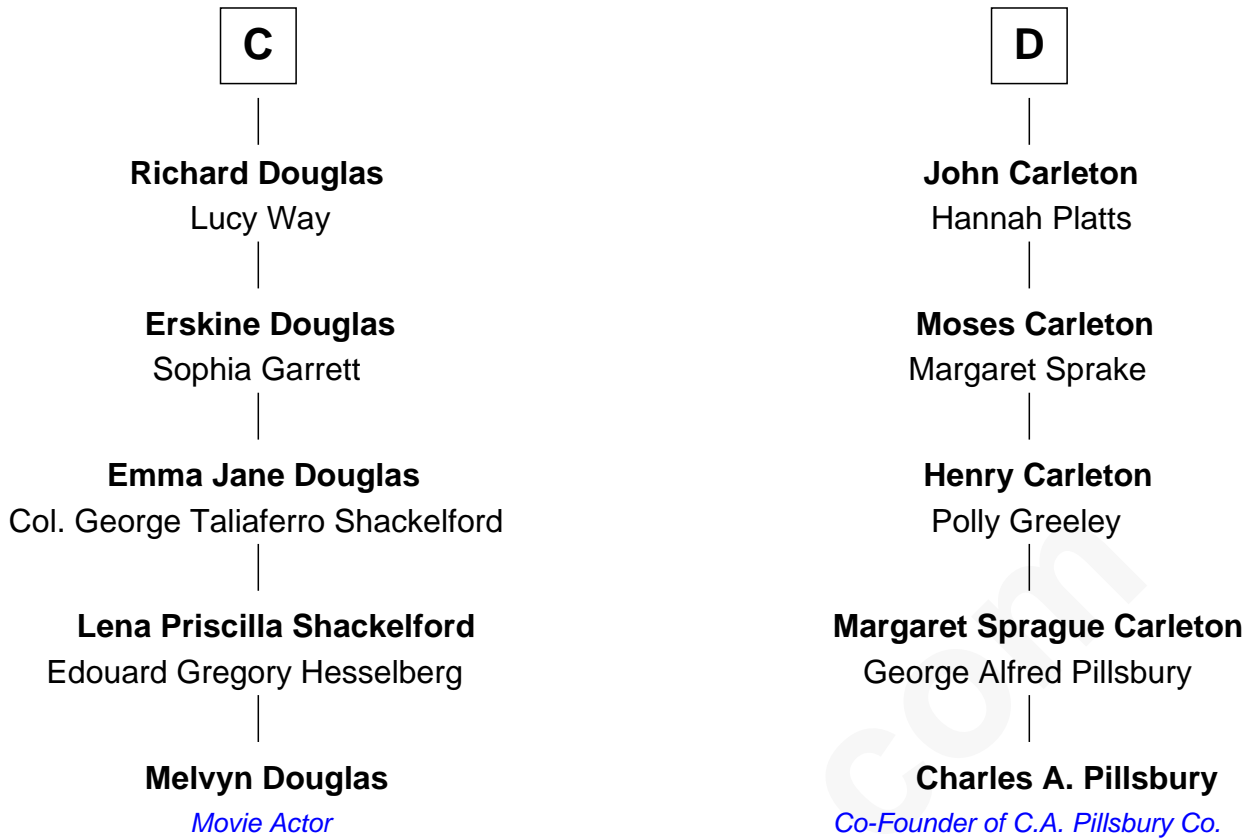 C
Richard Douglas
Lucy Way
Erskine Douglas
Sophia Garrett
Emma Jane Douglas
Col. George Taliaferro Shackelford
Lena Priscilla Shackelford
Edouard Gregory Hesselberg
Melvyn Douglas
Movie Actor
D
John Carleton
Hannah Platts
Moses Carleton
Margaret Sprake
Henry Carleton
Polly Greeley
Margaret Sprague Carleton
George Alfred Pillsbury
Charles A. Pillsbury
Co-Founder of C.A. Pillsbury Co.
com